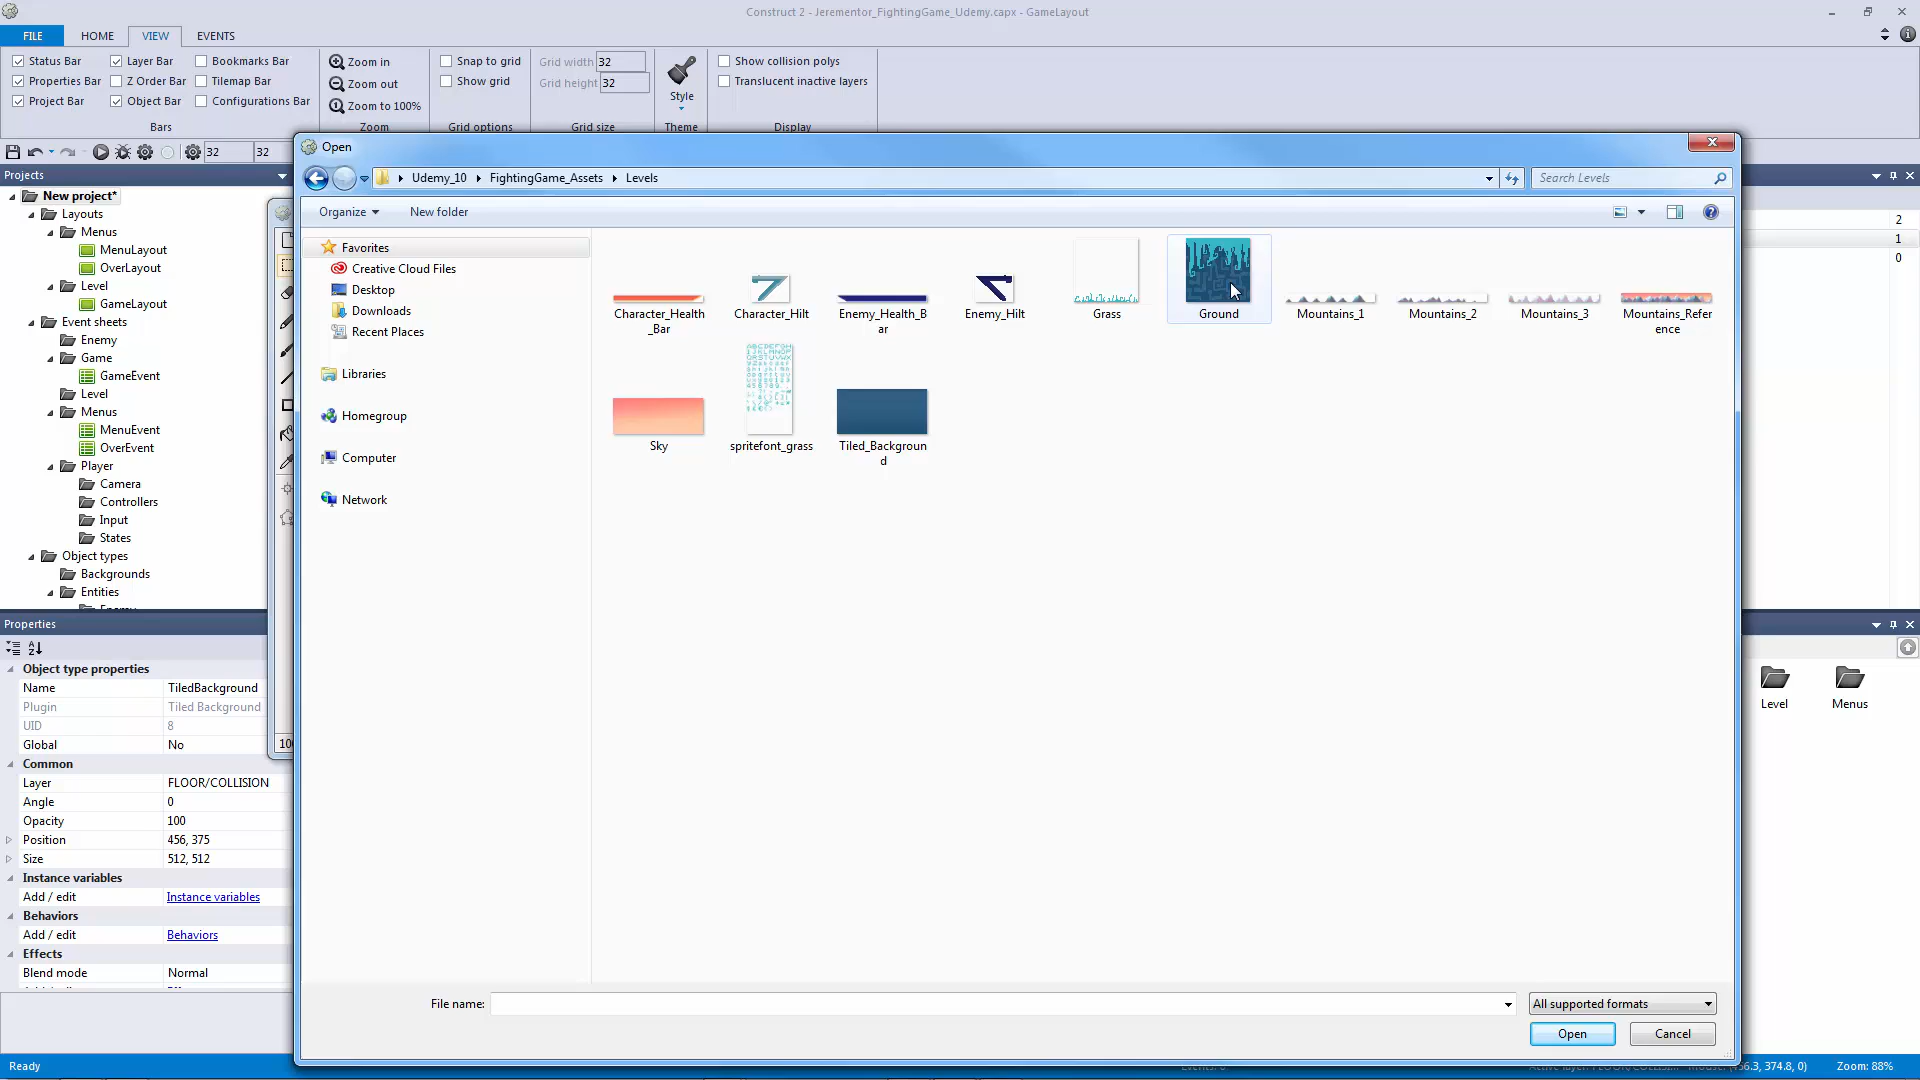 Construct 2 - Jerementor_FightingGame_Udemy.capx - GameLayout
FILE HOME VIEW EVENTS
Status Bar Layer Bar Bookmarks Bar Zoom in Snap to grid Grid width 32 Show collision polys
Properties Bar Z Order Bar Tilemap Bar Zoom out Show grid Grid height 32 Translucent inactive layers
Project Bar Object Bar Configurations Bar Zoom to 100% Style
Bars Zoom Grid options Grid size Theme Display
32 32
Open
Projects
Udemy_10 FightingGame_Assets Levels Search Levels
New project*
Organize New folder
Layouts
Menus
MenuLayout
OverLayout
Level
GameLayout
Event sheets
Enemy
Game
GameEvent
Level
Menus
MenuEvent
OverEvent
Player
Camera
Controllers
Input
States
Object types
Backgrounds
Entities
Favorites
Creative Cloud Files
Desktop
Downloads
Recent Places
Libraries
Homegroup
Computer
Network
Character_Health_Bar
Character_Hilt
Enemy_Health_Bar
Enemy_Hilt
Grass
Ground
Mountains_1
Mountains_2
Mountains_3
Mountains_Reference
Sky
spritefont_grass
Tiled_Background
2
1
0
Properties
Object type properties
Name TiledBackground
Plugin Tiled Background
UID 8
Global No
Common
Layer FLOOR/COLLISION
Angle 0
Opacity 100
Position 456, 375
Size 512, 512
Instance variables
Add / edit Instance variables
Behaviors
Add / edit Behaviors
Effects
Blend mode Normal
Level Menus
File name: All supported formats
Open Cancel
Ready Zoom: 88%